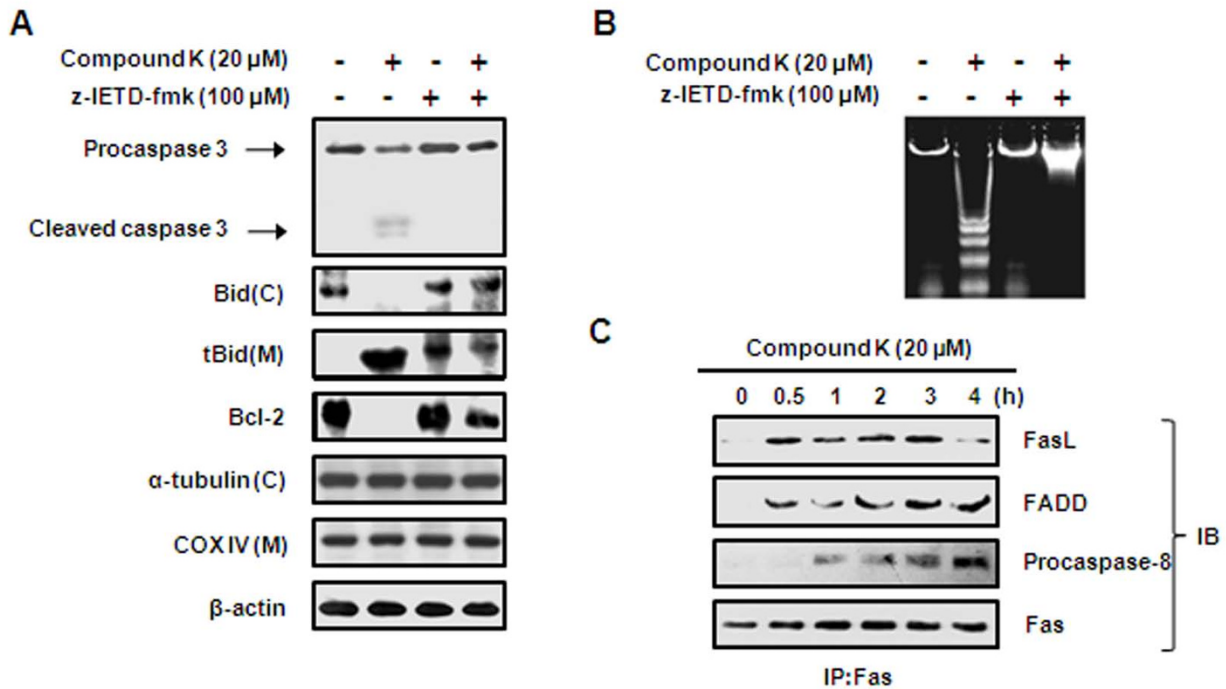 A
Compound K (20 µM) - + - +
z-IETD-fmk (100 µM) - - + +
Procaspase 3
Cleaved caspase 3
Bid(C)
tBid(M)
Bcl-2
α-tubulin (C)
COX IV (M)
β-actin
B
Compound K (20 µM) - + - +
z-IETD-fmk (100 µM) - - + +
C
Compound K (20 µM)
0 0.5 1 2 3 4 (h)
FasL
FADD
Procaspase-8
Fas
IB
IP:Fas